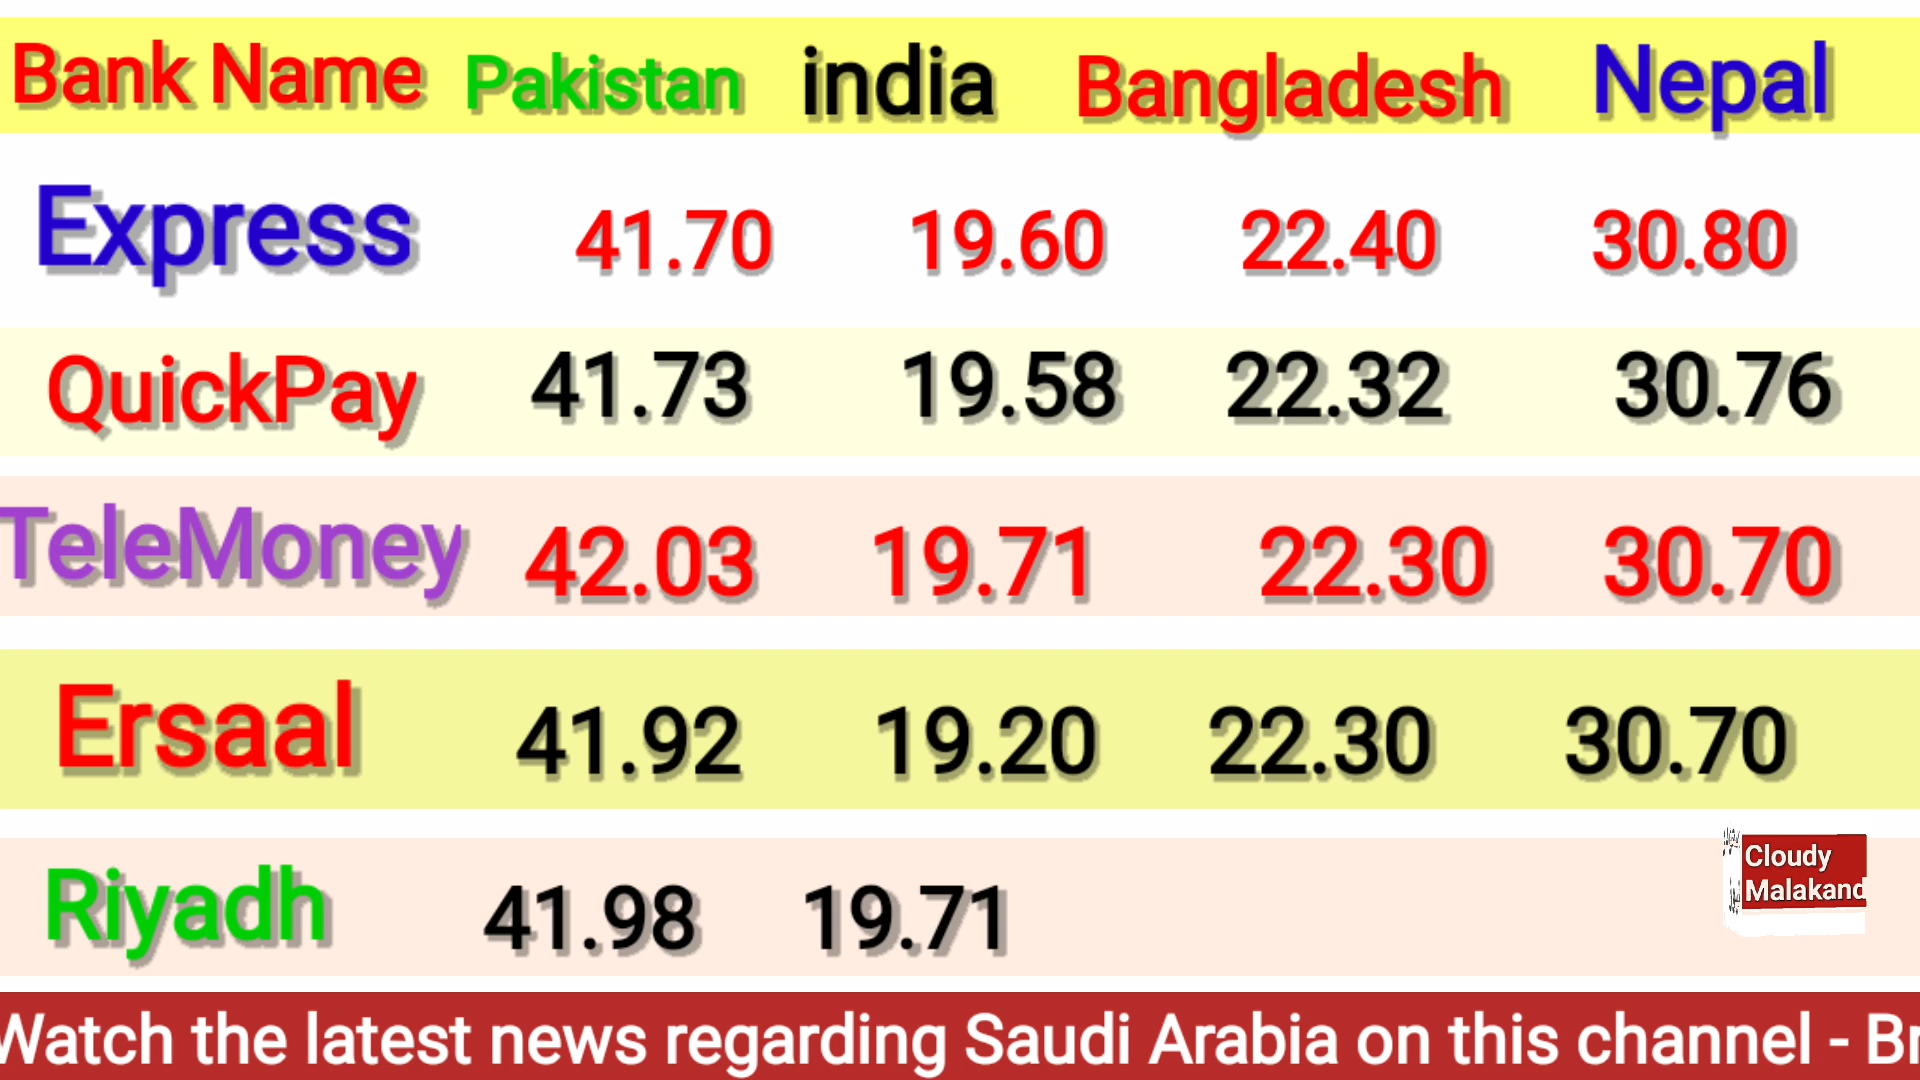 Bank Name Pakistan india Bangladesh Nepal
Express 41.70 19.60 22.40 30.80
QuickPay 41.73 19.58 22.32 30.76
TeleMoney 42.03 19.71 22.30 30.70
Ersaal 41.92 19.20 22.30 30.70
Riyadh 41.98 19.71
Cloudy
Malakand
Watch the latest news regarding Saudi Arabia on this channel - Br